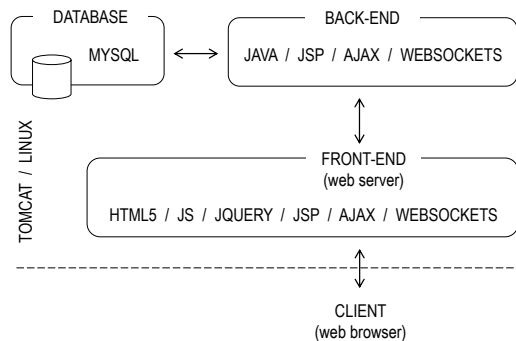 DATABASE
MYSQL
BACK-END
JAVA / JSP / AJAX / WEBSOCKETS
TOMCAT / LINUX
FRONT-END
(web server)
HTML5 / JS / JQUERY / JSP / AJAX / WEBSOCKETS
CLIENT
(web browser)